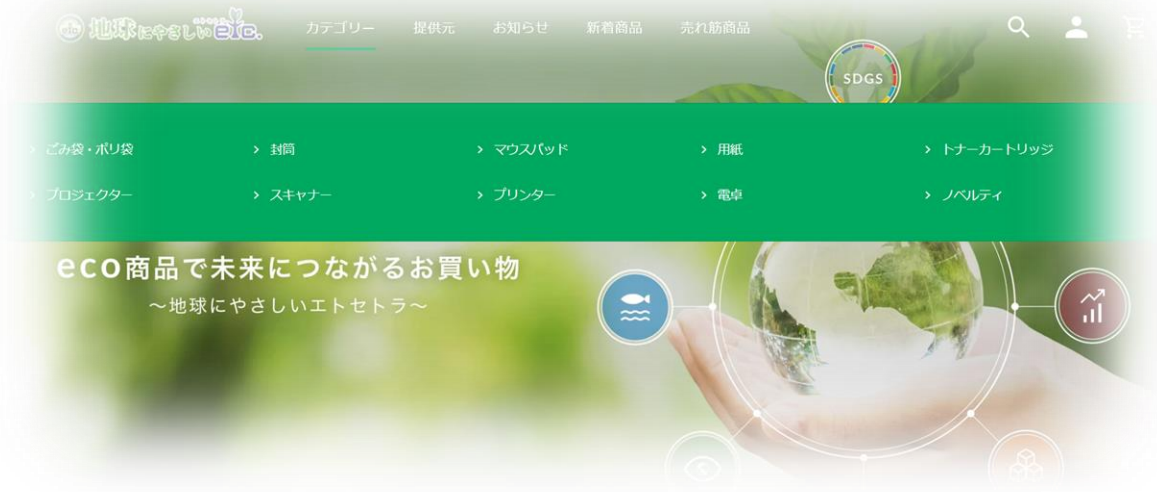 eto 地球にやさしいetc. カテゴリー 提供元 お知らせ 新着商品 売れ筋商品
SDGS
ごみ袋・ポリ袋 封筒 マウスパッド 用紙 トナーカートリッジ
プロジェクター スキャナー プリンター 電卓 ノベルティ
eco商品で未来につながるお買い物
～地球にやさしいエトセトラ～